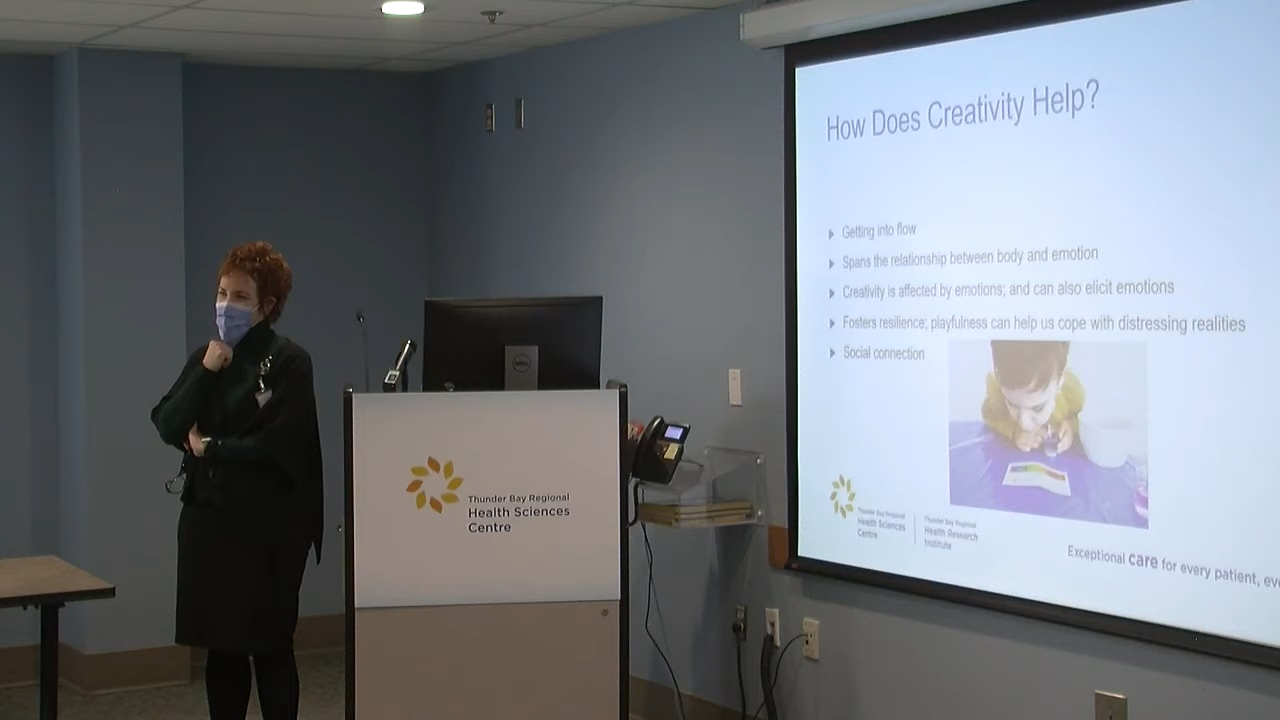 How Does Creativity Help?
Getting into flow
Spans the relationship between body and emotion
Creativity is affected by emotions; and can also elicit emotions
Fosters resilience; playfulness can help us cope with distressing realities
Social connection
Thunder Bay Regional
Health Sciences
Centre
Thunder Bay Regional
Health Research
Institute
Exceptional care for every patient,
DELL
Thunder Bay Regional
Health Sciences
Centre